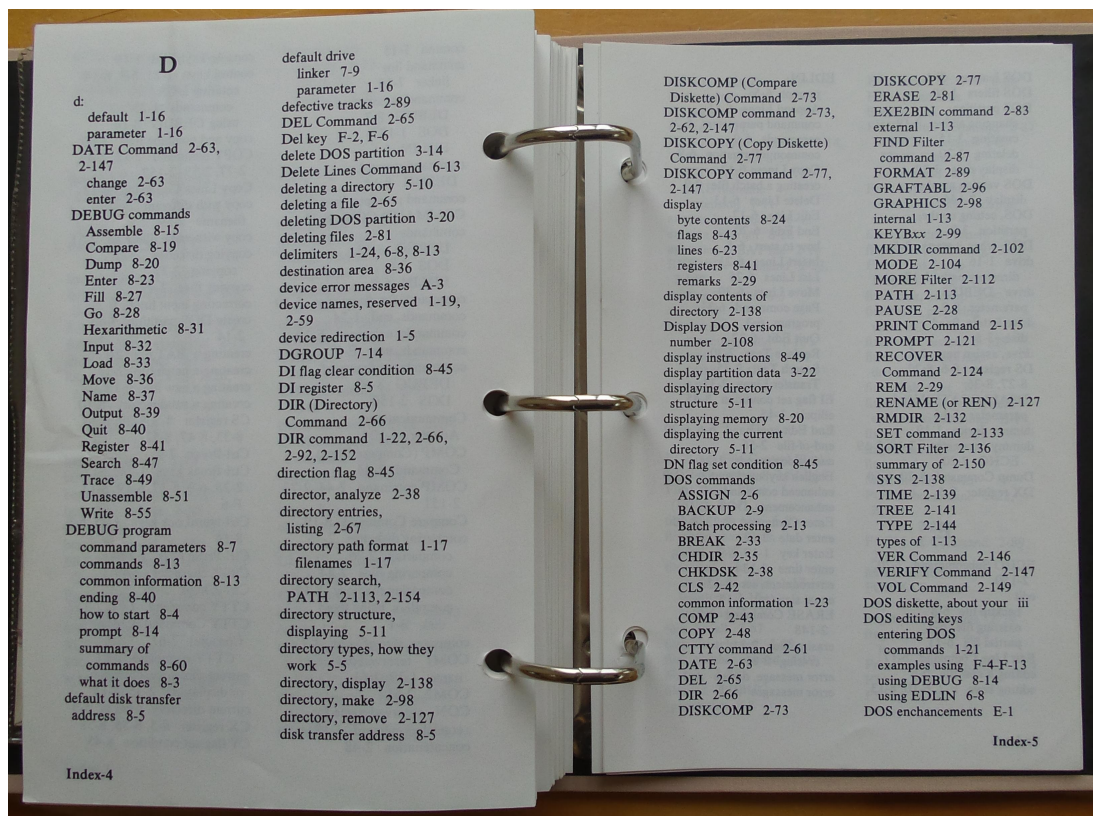 D
d:
default 1-16
parameter 1-16
DATE Command 2-63,
2-147
change 2-63
enter 2-63
DEBUG commands
Assemble 8-15
Compare 8-19
Dump 8-20
Enter 8-23
Fill 8-27
Go 8-28
Hexarithmetic 8-31
Input 8-32
Load 8-33
Move 8-36
Name 8-37
Output 8-39
Quit 8-40
Register 8-41
Search 8-47
Trace 8-49
Unassemble 8-51
Write 8-55
DEBUG program
command parameters 8-7
commands 8-13
common information 8-13
ending 8-40
how to start 8-4
prompt 8-14
summary of
commands 8-60
what it does 8-3
default disk transfer
address 8-5
default drive
linker 7-9
parameter 1-16
defective tracks 2-89
DEL Command 2-65
Del key F-2, F-6
delete DOS partition 3-14
Delete Lines Command 6-13
deleting a directory 5-10
deleting a file 2-65
deleting DOS partition 3-20
deleting files 2-81
delimiters 1-24, 6-8, 8-13
destination area 8-36
device error messages A-3
device names, reserved 1-19,
2-59
device redirection 1-5
DGROUP 7-14
DI flag clear condition 8-45
DI register 8-5
DIR (Directory)
Command 2-66
DIR command 1-22, 2-66,
2-92, 2-152
direction flag 8-45
director, analyze 2-38
directory entries,
listing 2-67
directory path format 1-17
filenames 1-17
directory search,
PATH 2-113, 2-154
directory structure,
displaying 5-11
directory types, how they
work 5-5
directory, display 2-138
directory, make 2-98
directory, remove 2-127
disk transfer address 8-5
Index-4
DISKCOMP (Compare
Diskette) Command 2-73
DISKCOMP command 2-73,
2-62, 2-147
DISKCOPY (Copy Diskette)
Command 2-77
DISKCOPY command 2-77,
2-147
display
byte contents 8-24
flags 8-43
lines 6-23
registers 8-41
remarks 2-29
display contents of
directory 2-138
Display DOS version
number 2-108
display instructions 8-49
display partition data 3-22
displaying directory
structure 5-11
displaying memory 8-20
displaying the current
directory 5-11
DN flag set condition 8-45
DOS commands
ASSIGN 2-6
BACKUP 2-9
Batch processing 2-13
BREAK 2-33
CHDIR 2-35
CHKDSK 2-38
CLS 2-42
common information 1-23
COMP 2-43
COPY 2-48
CTTY command 2-61
DATE 2-63
DEL 2-65
DIR 2-66
DISKCOMP 2-73
DISKCOPY 2-77
ERASE 2-81
EXE2BIN command 2-83
external 1-13
FIND Filter
command 2-87
FORMAT 2-89
GRAFTABL 2-96
GRAPHICS 2-98
internal 1-13
KEYBxx 2-99
MKDIR command 2-102
MODE 2-104
MORE Filter 2-112
PATH 2-113
PAUSE 2-28
PRINT Command 2-115
PROMPT 2-121
RECOVER
Command 2-124
REM 2-29
RENAME (or REN) 2-127
RMDIR 2-132
SET command 2-133
SORT Filter 2-136
summary of 2-150
SYS 2-138
TIME 2-139
TREE 2-141
TYPE 2-144
types of 1-13
VER Command 2-146
VERIFY Command 2-147
VOL Command 2-149
DOS diskette, about your iii
DOS editing keys
entering DOS
commands 1-21
examples using F-4-F-13
using DEBUG 8-14
using EDLIN 6-8
DOS enchancements E-1
Index-5